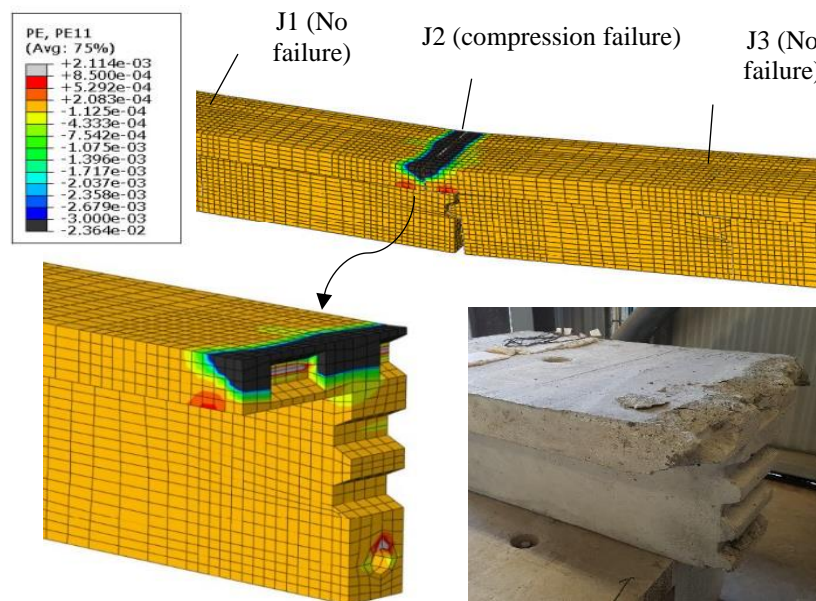 PE, PE11
(Avg: 75%)
+2.114e-03
+8.500e-04
+5.292e-04
+2.083e-04
-1.125e-04
-4.333e-04
-7.542e-04
-1.075e-03
-1.396e-03
-1.717e-03
-2.037e-03
-2.358e-03
-2.679e-03
-3.000e-03
-2.364e-02
J1 (No
failure)
J2 (compression failure)
J3 (No
failure)